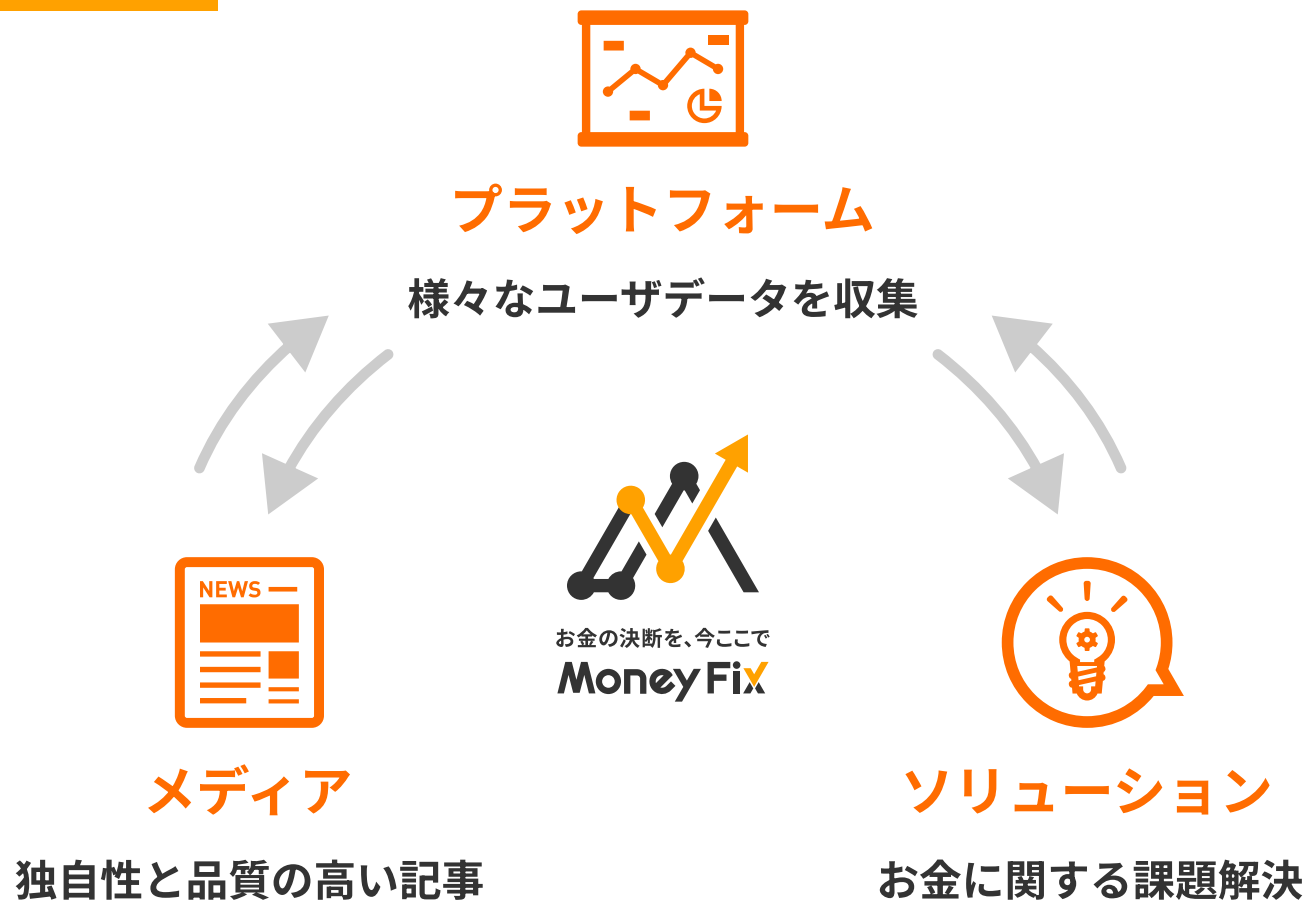 プラットフォーム
様々なユーザデータを収集
お金の決断を、今ここで
MoneyFix
NEWS
メディア
独自性と品質の高い記事
ソリューション
お金に関する課題解決